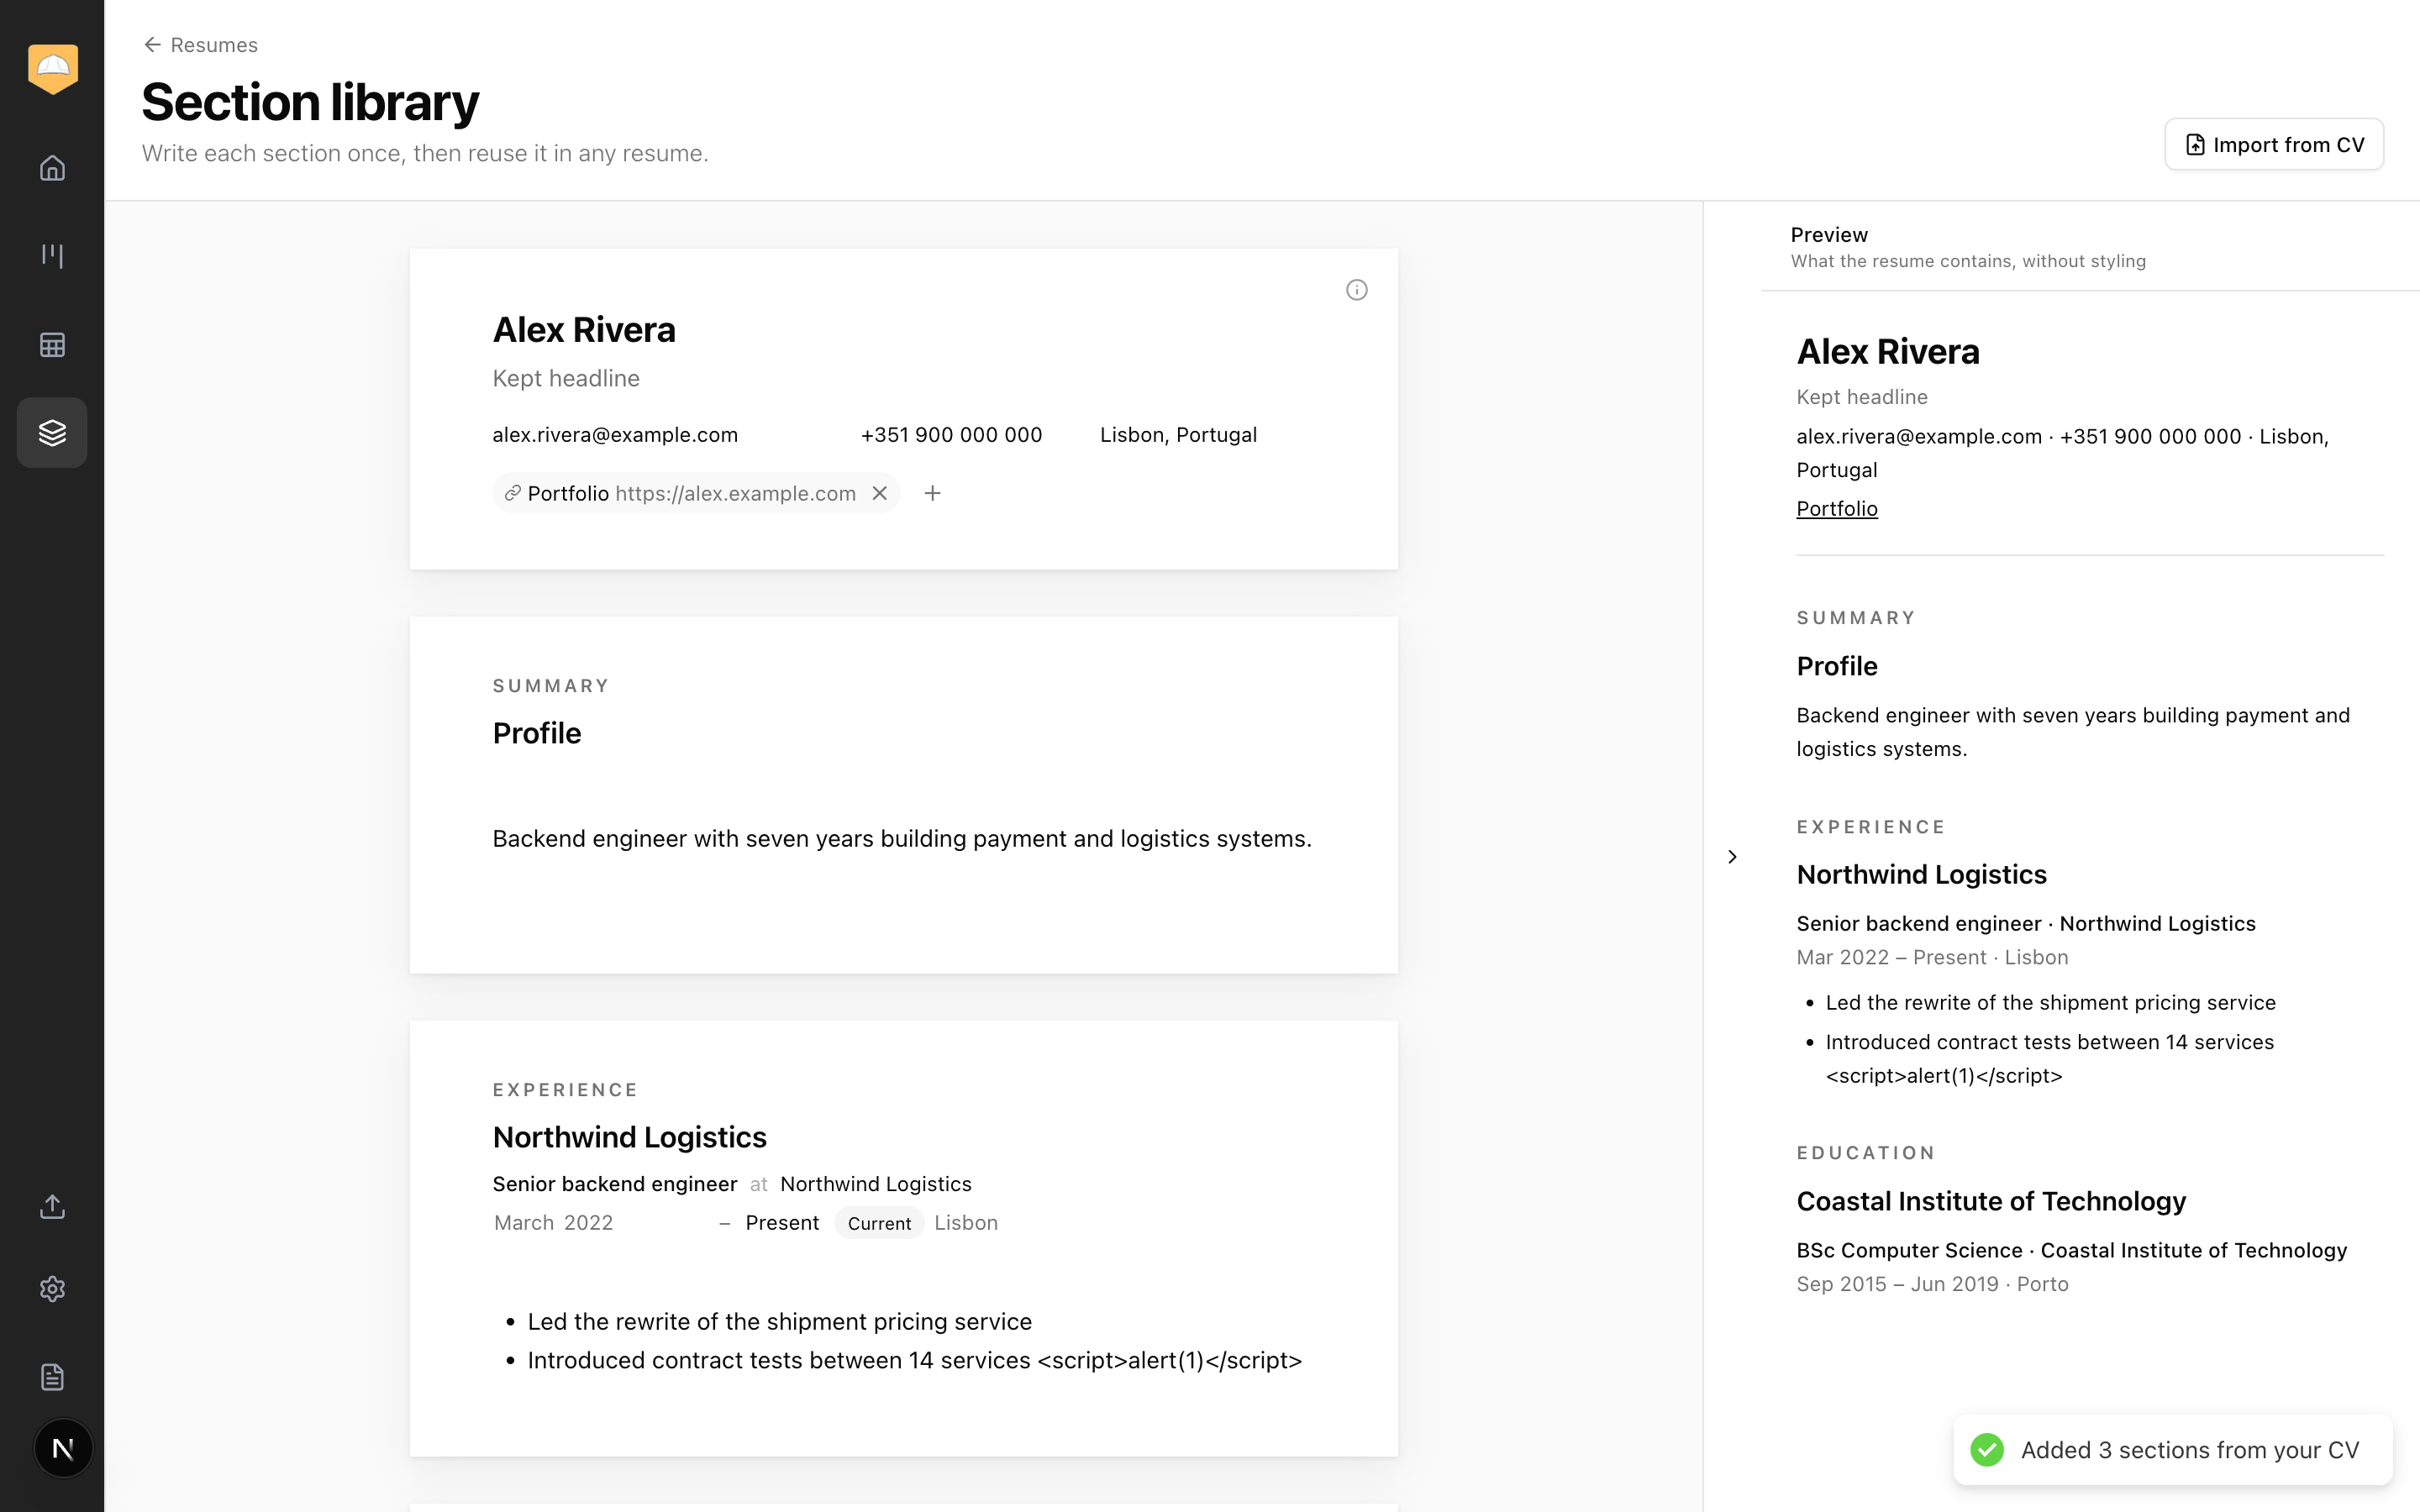 Resumes
Section library
Write each section once, then reuse it in any resume.
Import from CV
Alex Rivera
Kept headline
alex.rivera@example.com +351 900 000 000 Lisbon, Portugal
Portfolio https://alex.example.com
SUMMARY
Profile
Backend engineer with seven years building payment and logistics systems.
EXPERIENCE
Northwind Logistics
Senior backend engineer at Northwind Logistics
March 2022 – Present Current Lisbon
• Led the rewrite of the shipment pricing service
• Introduced contract tests between 14 services <script>alert(1)</script>
Preview
What the resume contains, without styling
Alex Rivera
Kept headline
alex.rivera@example.com · +351 900 000 000 · Lisbon,
Portugal
Portfolio
SUMMARY
Profile
Backend engineer with seven years building payment and
logistics systems.
EXPERIENCE
Northwind Logistics
Senior backend engineer · Northwind Logistics
Mar 2022 – Present · Lisbon
• Led the rewrite of the shipment pricing service
• Introduced contract tests between 14 services
<script>alert(1)</script>
EDUCATION
Coastal Institute of Technology
BSc Computer Science · Coastal Institute of Technology
Sep 2015 – Jun 2019 · Porto
Added 3 sections from your CV
N